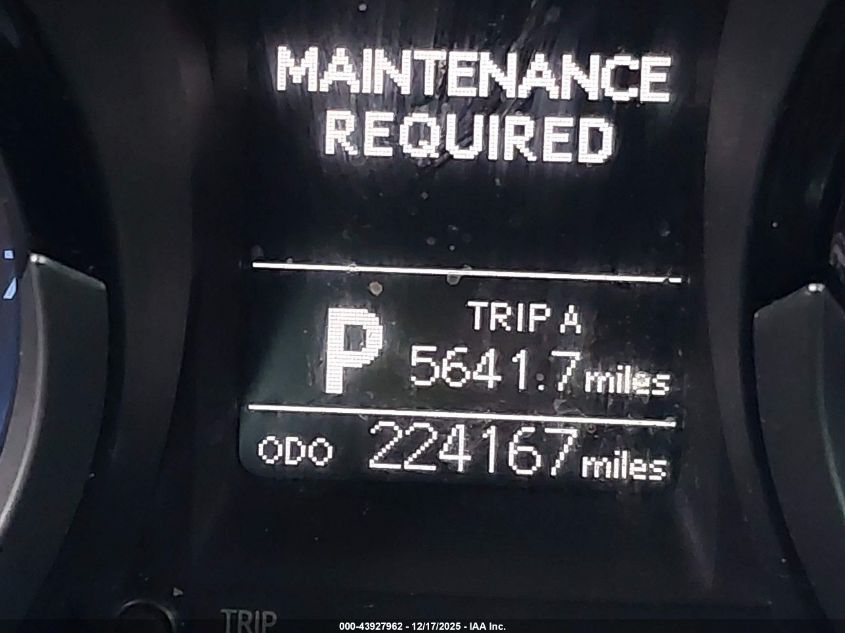 MAINTENANCE
REQUIRED
P
TRIP A
5641.7 miles
ODO 224167 miles
TRIP
000-43927962 - 12/17/2025 - IAA Inc.